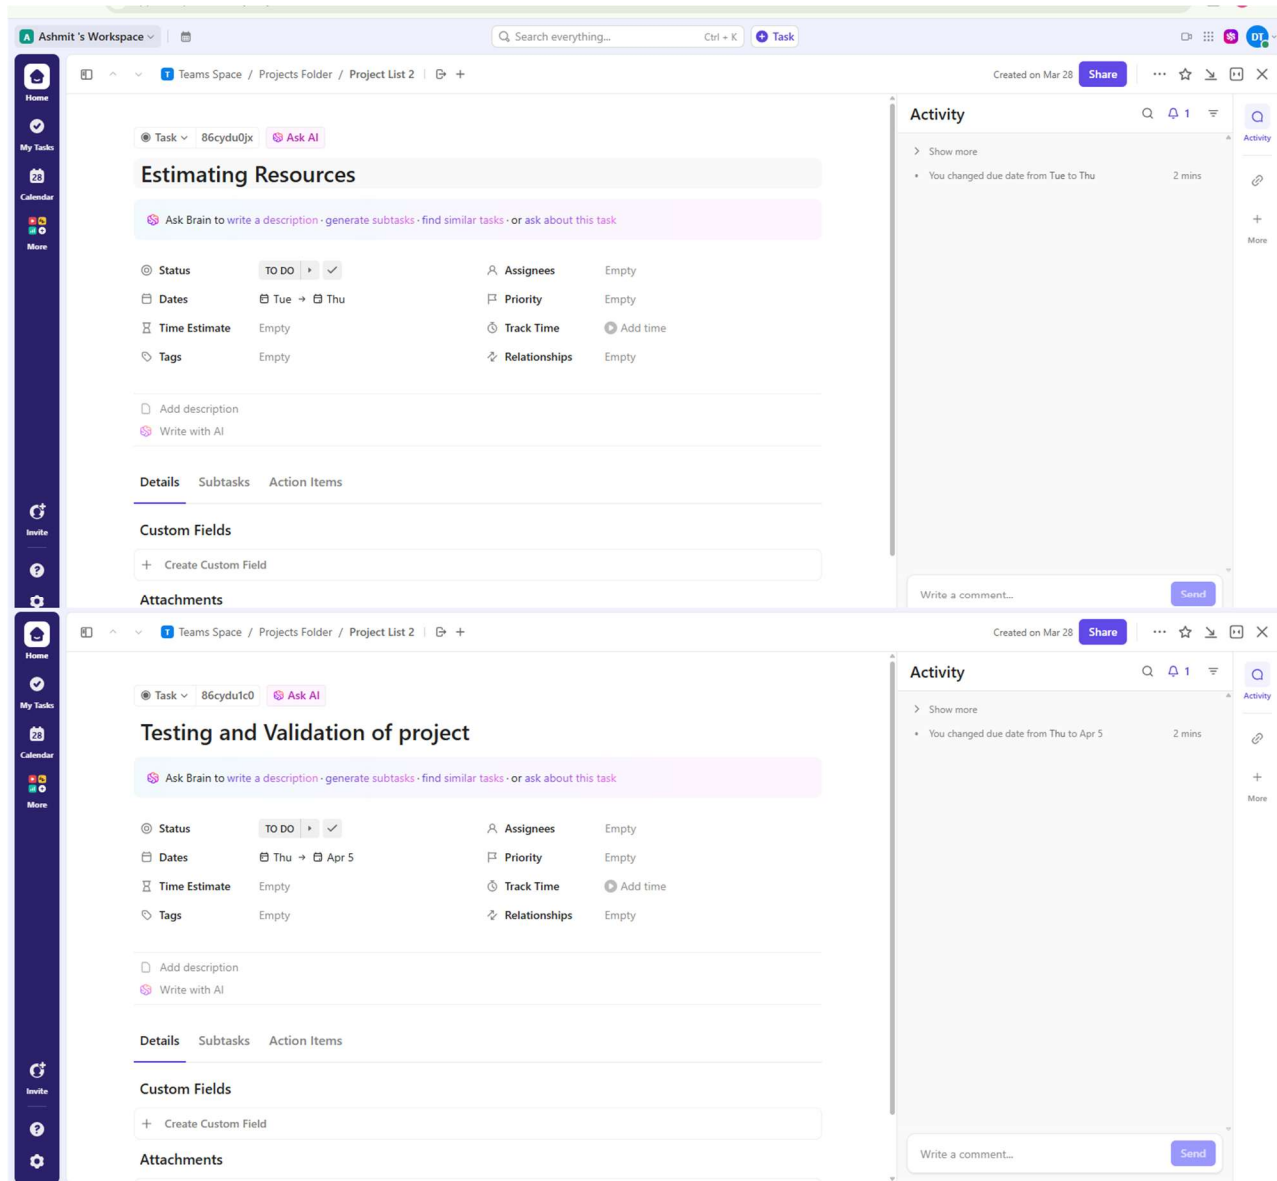 A Ashmit 's Workspace
Search everything... Ctrl + K
Task
DT
Home
My Tasks
28
Calendar
More
Invite
T Teams Space / Projects Folder / Project List 2
Created on Mar 28 Share
Task 86cydu0jx Ask AI
Estimating Resources
Ask Brain to write a description · generate subtasks · find similar tasks · or ask about this task
Status TO DO Assignees Empty
Dates Tue → Thu Priority Empty
Time Estimate Empty Track Time Add time
Tags Empty Relationships Empty
Add description
Write with AI
Details Subtasks Action Items
Custom Fields
+ Create Custom Field
Attachments
Activity 1
Show more
• You changed due date from Tue to Thu 2 mins
Write a comment... Send
Activity
More
Home
My Tasks
28
Calendar
More
Invite
T Teams Space / Projects Folder / Project List 2
Created on Mar 28 Share
Task 86cydu1c0 Ask AI
Testing and Validation of project
Ask Brain to write a description · generate subtasks · find similar tasks · or ask about this task
Status TO DO Assignees Empty
Dates Thu → Apr 5 Priority Empty
Time Estimate Empty Track Time Add time
Tags Empty Relationships Empty
Add description
Write with AI
Details Subtasks Action Items
Custom Fields
+ Create Custom Field
Attachments
Activity 1
Show more
• You changed due date from Thu to Apr 5 2 mins
Write a comment... Send
Activity
More